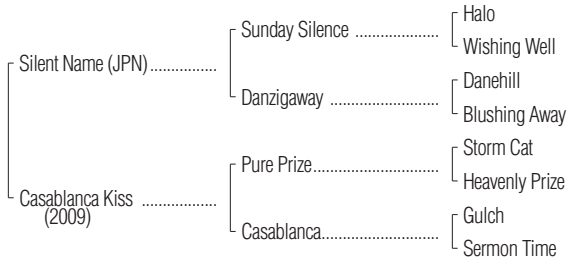 Halo
Sunday Silence ..................
Wishing Well
Silent Name (JPN)................
Danehill
Danzigaway .......................
Blushing Away
Storm Cat
Pure Prize..........................
Heavenly Prize
Casablanca Kiss ..................
(2009)
Gulch
Casablanca.........................
Sermon Time